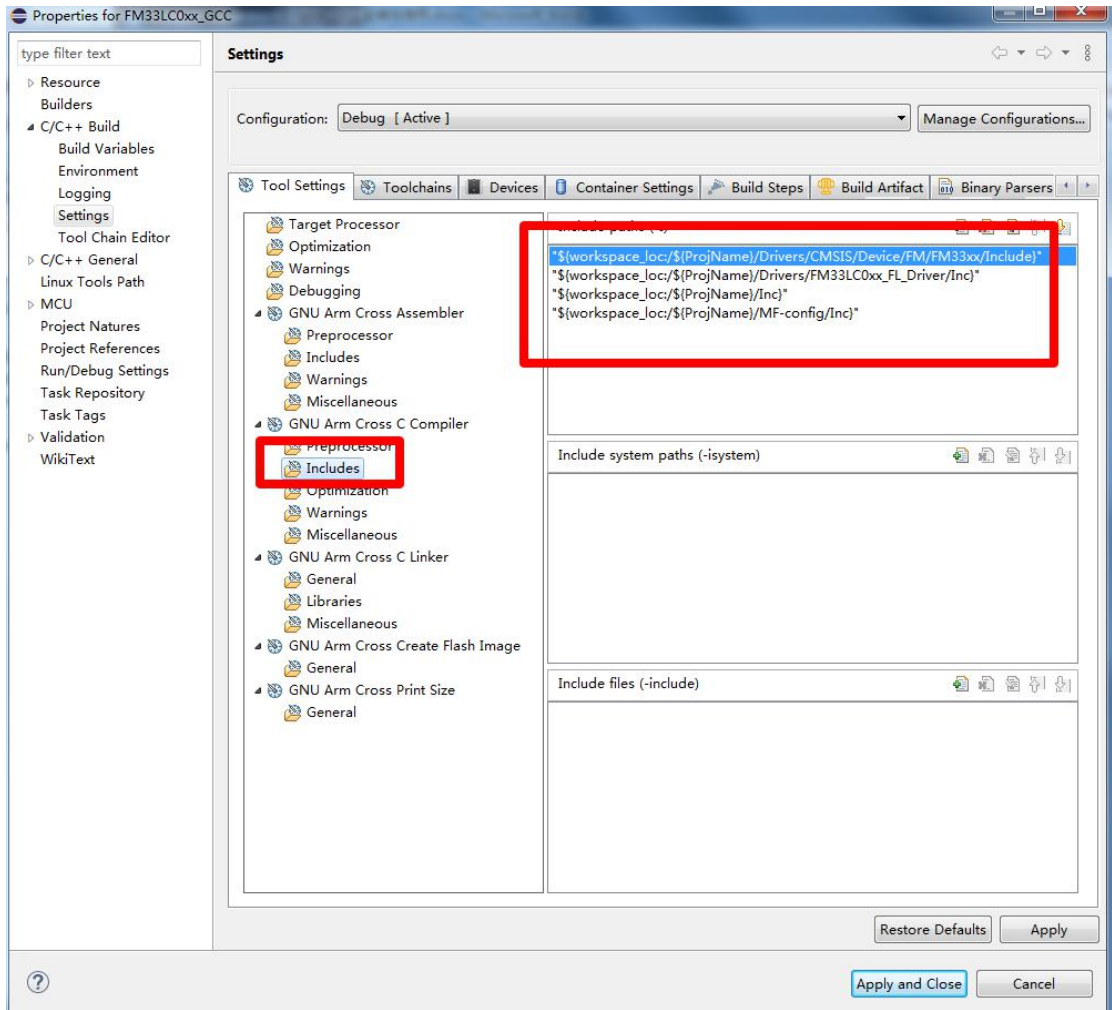 Properties for FM33LC0xx_GCC
type filter text
Resource
Builders
C/C++ Build
Build Variables
Environment
Logging
Settings
Tool Chain Editor
C/C++ General
Linux Tools Path
MCU
Project Natures
Project References
Run/Debug Settings
Task Repository
Task Tags
Validation
WikiText
Settings
Configuration: Debug [ Active ]
Manage Configurations...
Tool Settings Toolchains Devices Container Settings Build Steps Build Artifact Binary Parsers
Target Processor
Optimization
Warnings
Debugging
GNU Arm Cross Assembler
Preprocessor
Includes
Warnings
Miscellaneous
GNU Arm Cross C Compiler
Preprocessor
Includes
Optimization
Warnings
Miscellaneous
GNU Arm Cross C Linker
General
Libraries
Miscellaneous
GNU Arm Cross Create Flash Image
General
GNU Arm Cross Print Size
General
Include paths
"${workspace_loc:/${ProjName}/Drivers/CMSIS/Device/FM/FM33xx/Include}"
"${workspace_loc:/${ProjName}/Drivers/FM33LC0xx_FL_Driver/Inc}"
"${workspace_loc:/${ProjName}/Inc}"
"${workspace_loc:/${ProjName}/MF-config/Inc}"
Include system paths (-isystem)
Include files (-include)
Restore Defaults Apply
Apply and Close Cancel